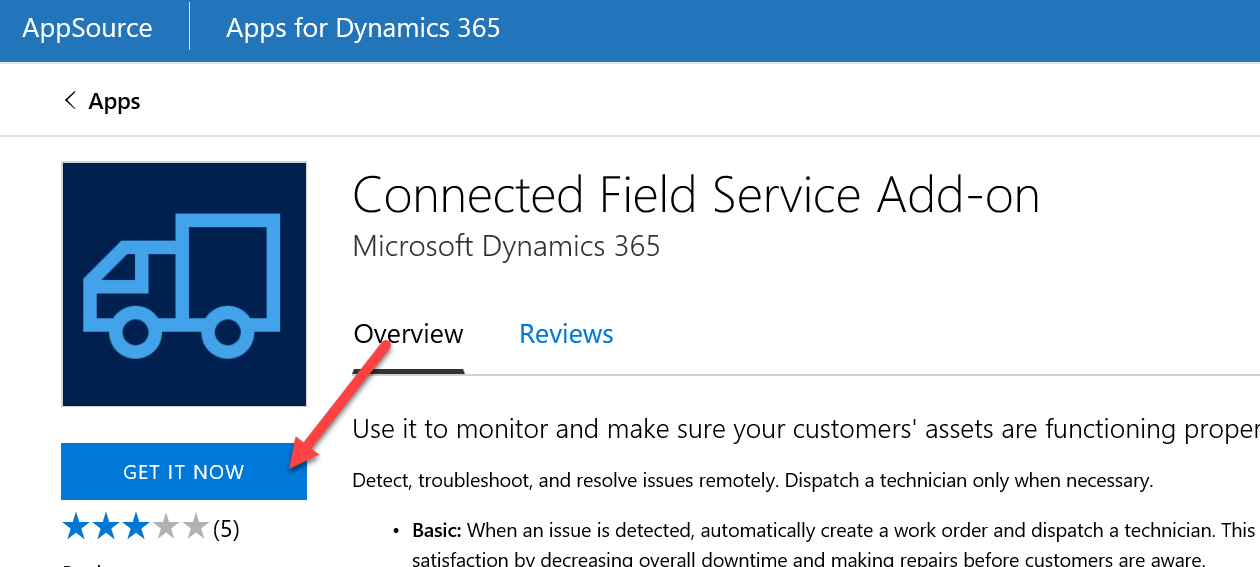 AppSource
Apps for Dynamics 365
Apps
Connected Field Service Add-on
Microsoft Dynamics 365
Overview
Reviews
Use it to monitor and make sure your customers' assets are functioning
GET IT NOW
Detect, troubleshoot, and resolve issues remotely. Dispatch a technician only when necessary.
(5)
• Basic: When an issue is detected, automatically create a work order and dispatch a technician. This
satisfaction by decreasing overall downtime and making repairs before customers are aware.